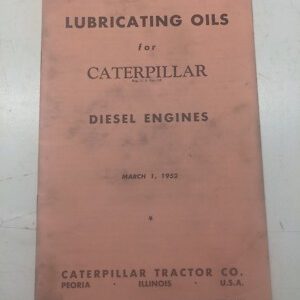 LUBRICATING OILS
for
CATERPILLAR
DIESEL ENGINES
MARCH 1, 1952
*
CATERPILLAR TRACTOR CO.
PEORIA · ILLINOIS · U.S.A.